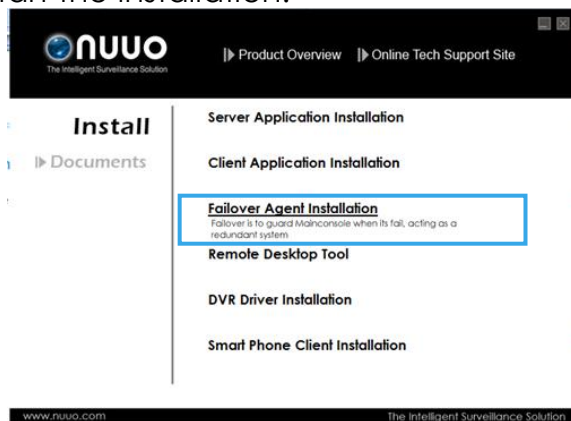 nuuo
The Intelligent Surveillance Solution
Product Overview Online Tech Support Site
Install
Documents
Server Application Installation
Client Application Installation
Failover Agent Installation
Failover is to guard Mainconsole when its fail, acting as a
redundant system
Remote Desktop Tool
DVR Driver Installation
Smart Phone Client Installation
www.nuuo.com The Intelligent Surveillance Solution